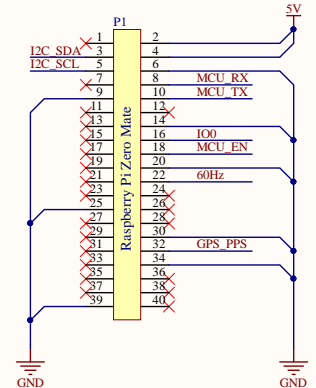 P1
5V
1 2
I2C_SDA 3 4
I2C_SCL 5 6
7 8 MCU_RX
9 10 MCU_TX
11 12
13 14
15 16 IO0
17 18 MCU_EN
19 20
21 22 60Hz
23 24
25 26
27 28
29 30
31 32 GPS_PPS
33 34
35 36
37 38
39 40
Raspberry Pi Zero Mate
GND GND